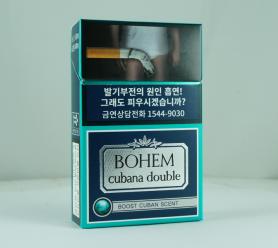 발기부전의 원인 흡연!
그래도 피우시겠습니까?
금연상담전화 1544-9030
BOHEM
cubana double
BOOST CUBAN SCENT